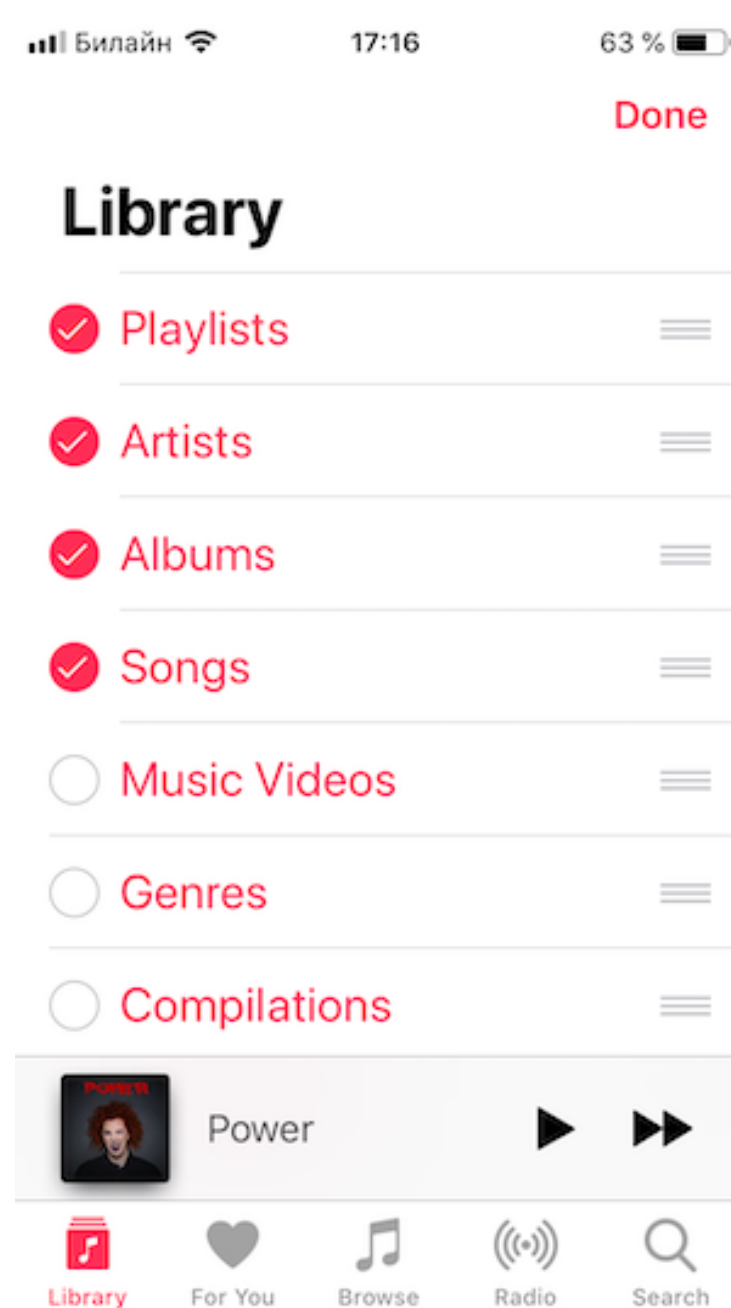 Билайн 17:16 63 %
Done
Library
Playlists
Artists
Albums
Songs
Music Videos
Genres
Compilations
POWER
Power
Library For You Browse Radio Search